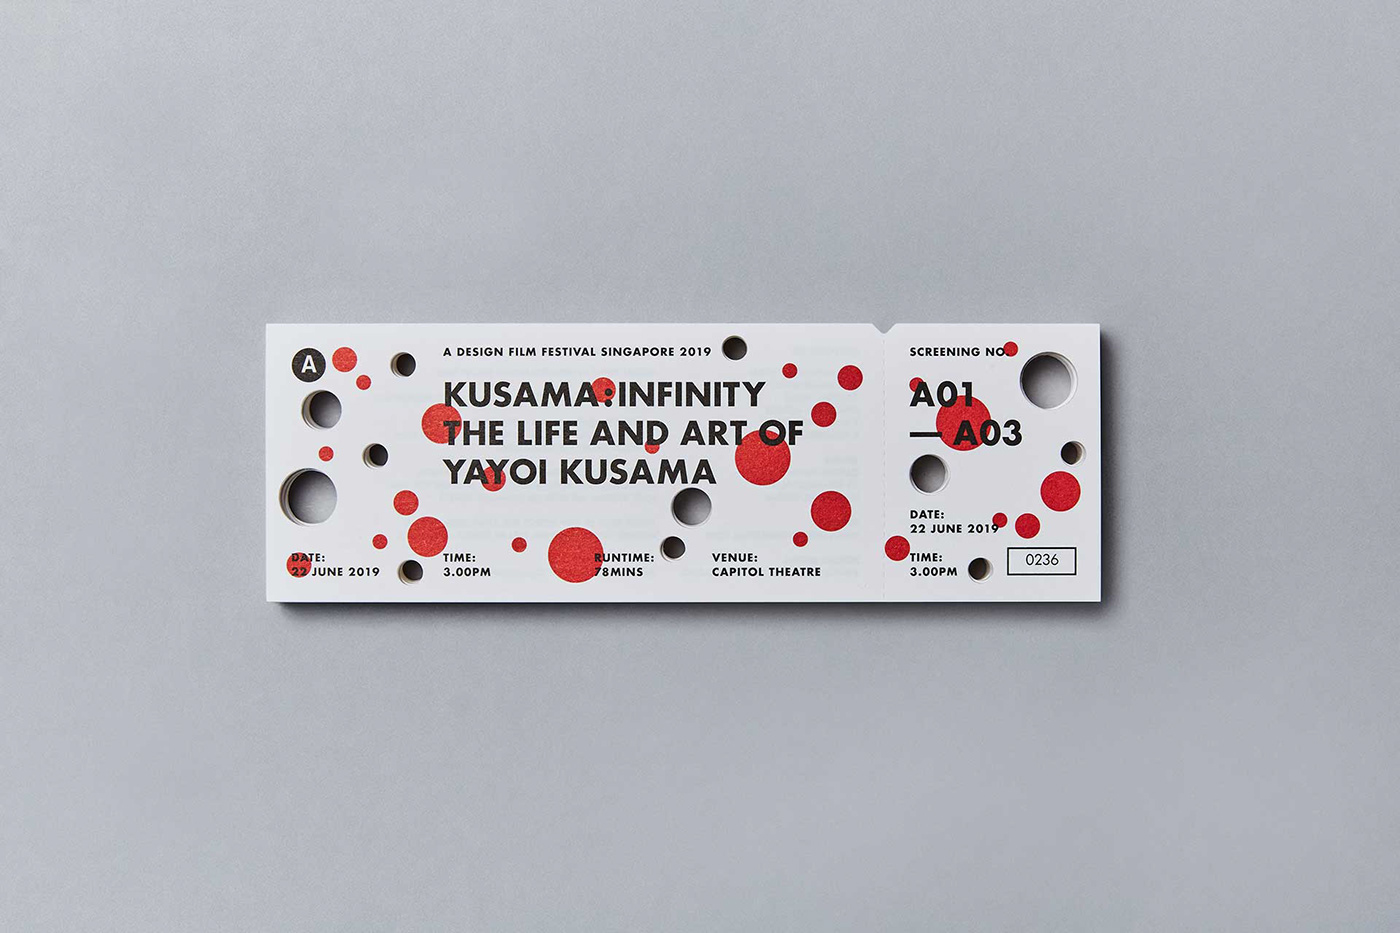 A
A DESIGN FILM FESTIVAL SINGAPORE 2019
KUSAMA:INFINITY
THE LIFE AND ART OF
YAYOI KUSAMA
DATE:
22 JUNE 2019
TIME:
3.00PM
RUNTIME:
78MINS
VENUE:
CAPITOL THEATRE
SCREENING NO:
A01
— A03
DATE:
22 JUNE 2019
TIME:
3.00PM
0236